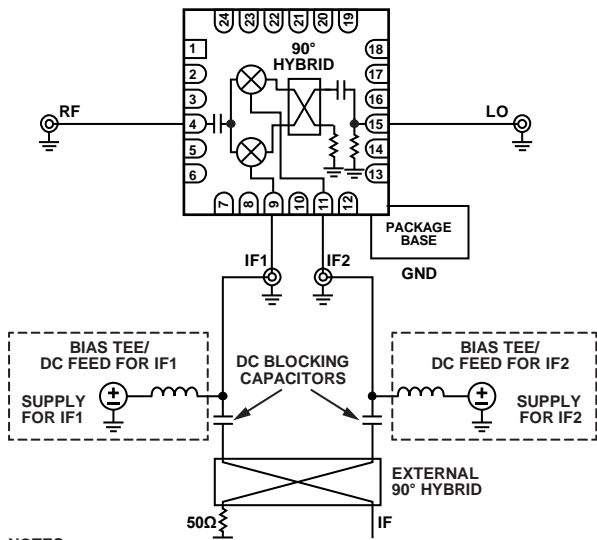 24 23 22 21 20 19
1
2
3
4
5
6
90°
HYBRID
18
17
16
15
14
13
RF
LO
7 8 9 10 11 12
PACKAGE
BASE
GND
IF1
IF2
BIAS TEE/
DC FEED FOR IF1
SUPPLY
FOR IF1
DC BLOCKING
CAPACITORS
BIAS TEE/
DC FEED FOR IF2
SUPPLY
FOR IF2
EXTERNAL
90° HYBRID
50Ω
IF